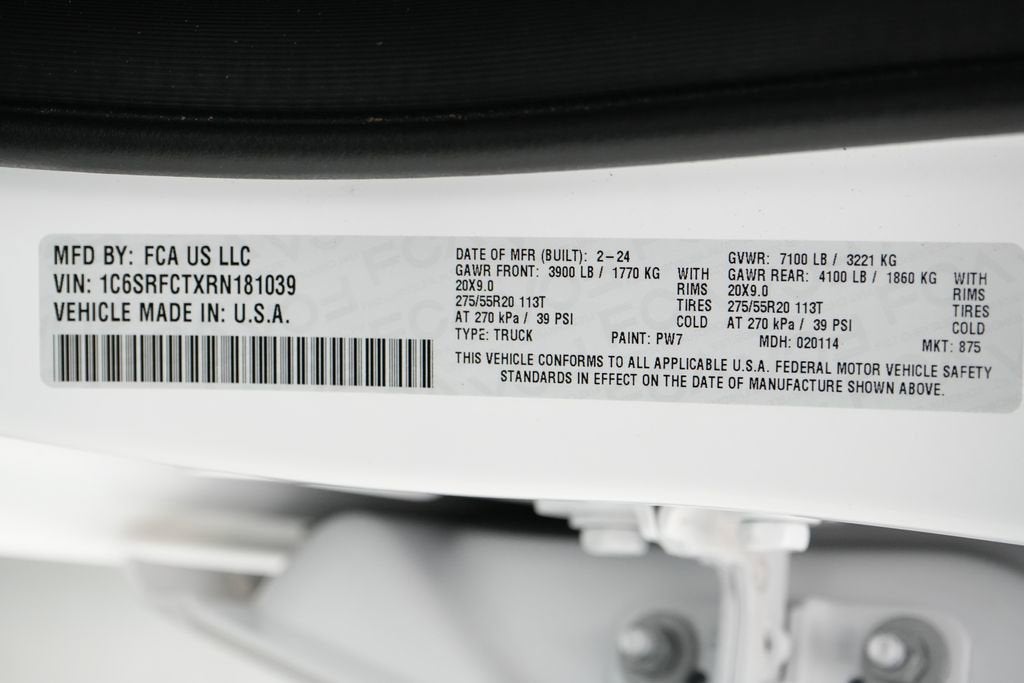 MFD BY: FCA US LLC
VIN: 1C6SRFCTXRN181039
VEHICLE MADE IN: U.S.A.
DATE OF MFR (BUILT): 2-24
GAWR FRONT: 3900 LB / 1770 KG WITH
20X9.0 RIMS
275/55R20 113T TIRES
AT 270 kPa / 39 PSI COLD
GVWR: 7100 LB / 3221 KG
GAWR REAR: 4100 LB / 1860 KG WITH
20X9.0 RIMS
275/55R20 113T TIRES
AT 270 kPa / 39 PSI COLD
TYPE: TRUCK PAINT: PW7 MDH: 020114 MKT: 875
THIS VEHICLE CONFORMS TO ALL APPLICABLE U.S.A. FEDERAL MOTOR VEHICLE SAFETY
STANDARDS IN EFFECT ON THE DATE OF MANUFACTURE SHOWN ABOVE.